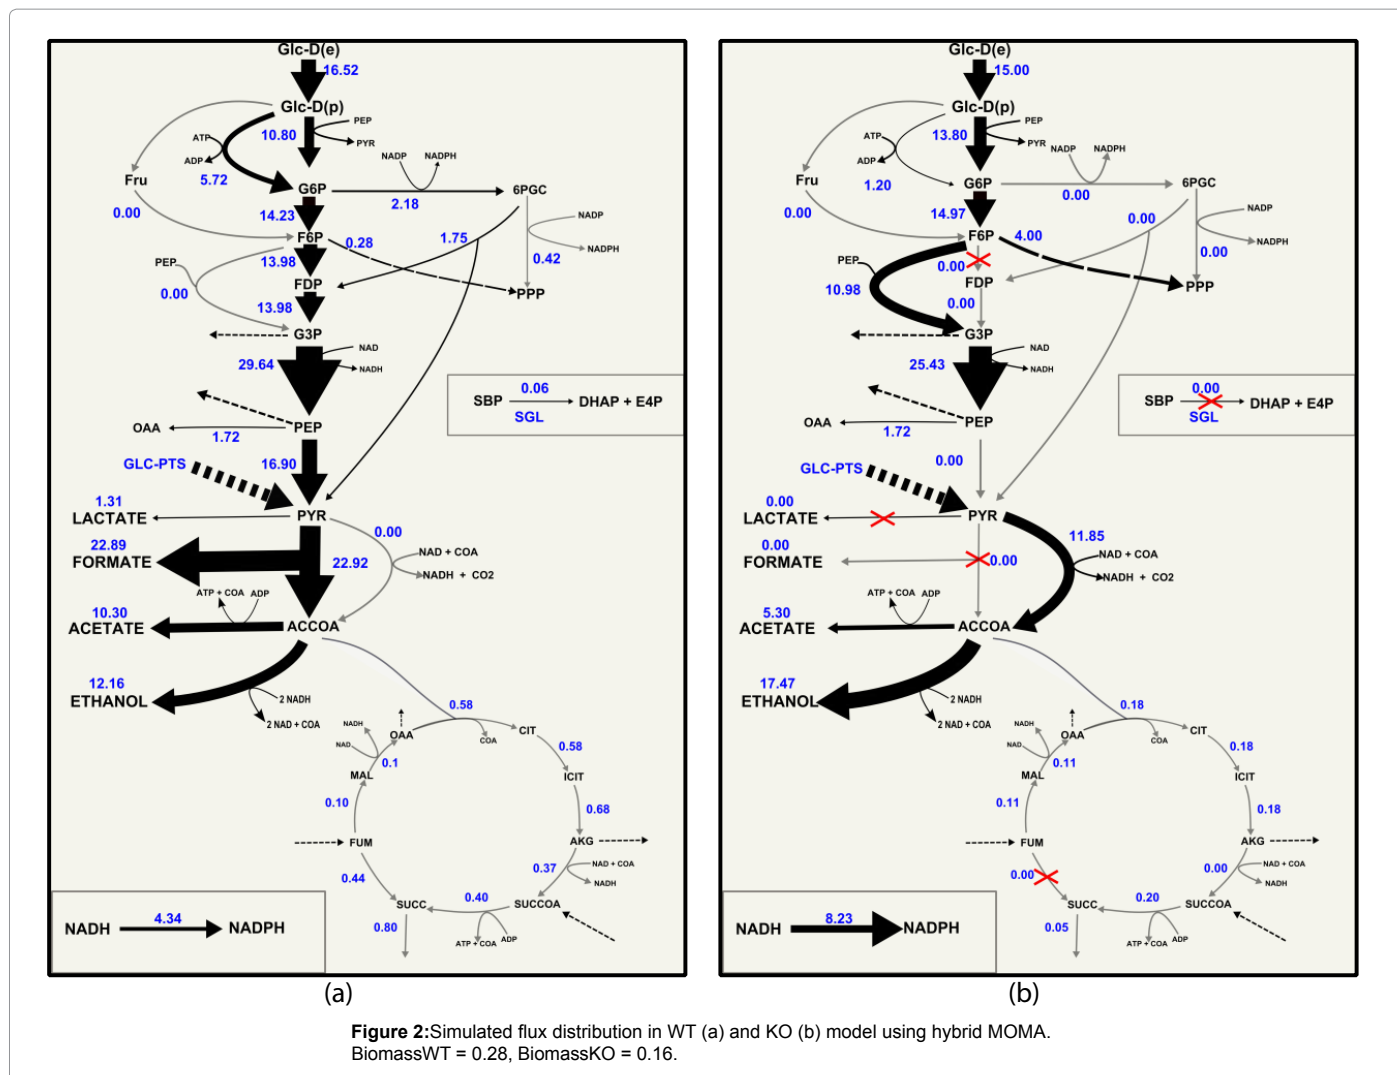 Glc-D(e)
16.52
Glc-D(p)
10.80
PEP
PYR
ATP
ADP
5.72
NADP
NADPH
Fru
G6P
6PGC
2.18
0.00
14.23
NADP
NADPH
F6P
0.28
1.75
0.42
PEP
13.98
0.00
FDP
PPP
13.98
G3P
NAD
NADH
29.64
0.06
SBP
DHAP + E4P
SGL
PEP
OAA
1.72
16.90
GLC-PTS
1.31
LACTATE
PYR
0.00
22.89
FORMATE
22.92
NAD + COA
NADH + CO2
ATP + COA
ADP
10.30
ACETATE
ACCOA
12.16
ETHANOL
2 NADH
2 NAD + COA
0.58
NADH
NAD
OAA
COA
CIT
0.1
0.58
MAL
ICIT
0.10
0.68
FUM
AKG
0.44
0.37
NAD + COA
NADH
SUCC
0.40
SUCCOA
0.80
ATP + COA
ADP
NADH
4.34
NADPH
(a)
Glc-D(e)
15.00
Glc-D(p)
13.80
PEP
PYR
ATP
ADP
1.20
NADP
NADPH
Fru
G6P
6PGC
0.00
0.00
14.97
0.00
NADP
NADPH
F6P
4.00
0.00
PEP
0.00
10.98
FDP
PPP
0.00
G3P
NAD
NADH
25.43
0.00
SBP
DHAP + E4P
SGL
PEP
OAA
1.72
0.00
GLC-PTS
0.00
LACTATE
PYR
11.85
0.00
FORMATE
0.00
NAD + COA
NADH + CO2
ATP + COA
ADP
5.30
ACETATE
ACCOA
17.47
ETHANOL
2 NADH
2 NAD + COA
0.18
NADH
NAD
OAA
COA
CIT
0.11
0.18
MAL
ICIT
0.11
0.18
FUM
AKG
0.00
0.00
NAD + COA
NADH
SUCC
0.20
SUCCOA
0.05
ATP + COA
ADP
NADH
8.23
NADPH
(b)
Figure 2:Simulated flux distribution in WT (a) and KO (b) model using hybrid MOMA.
BiomassWT = 0.28, BiomassKO = 0.16.